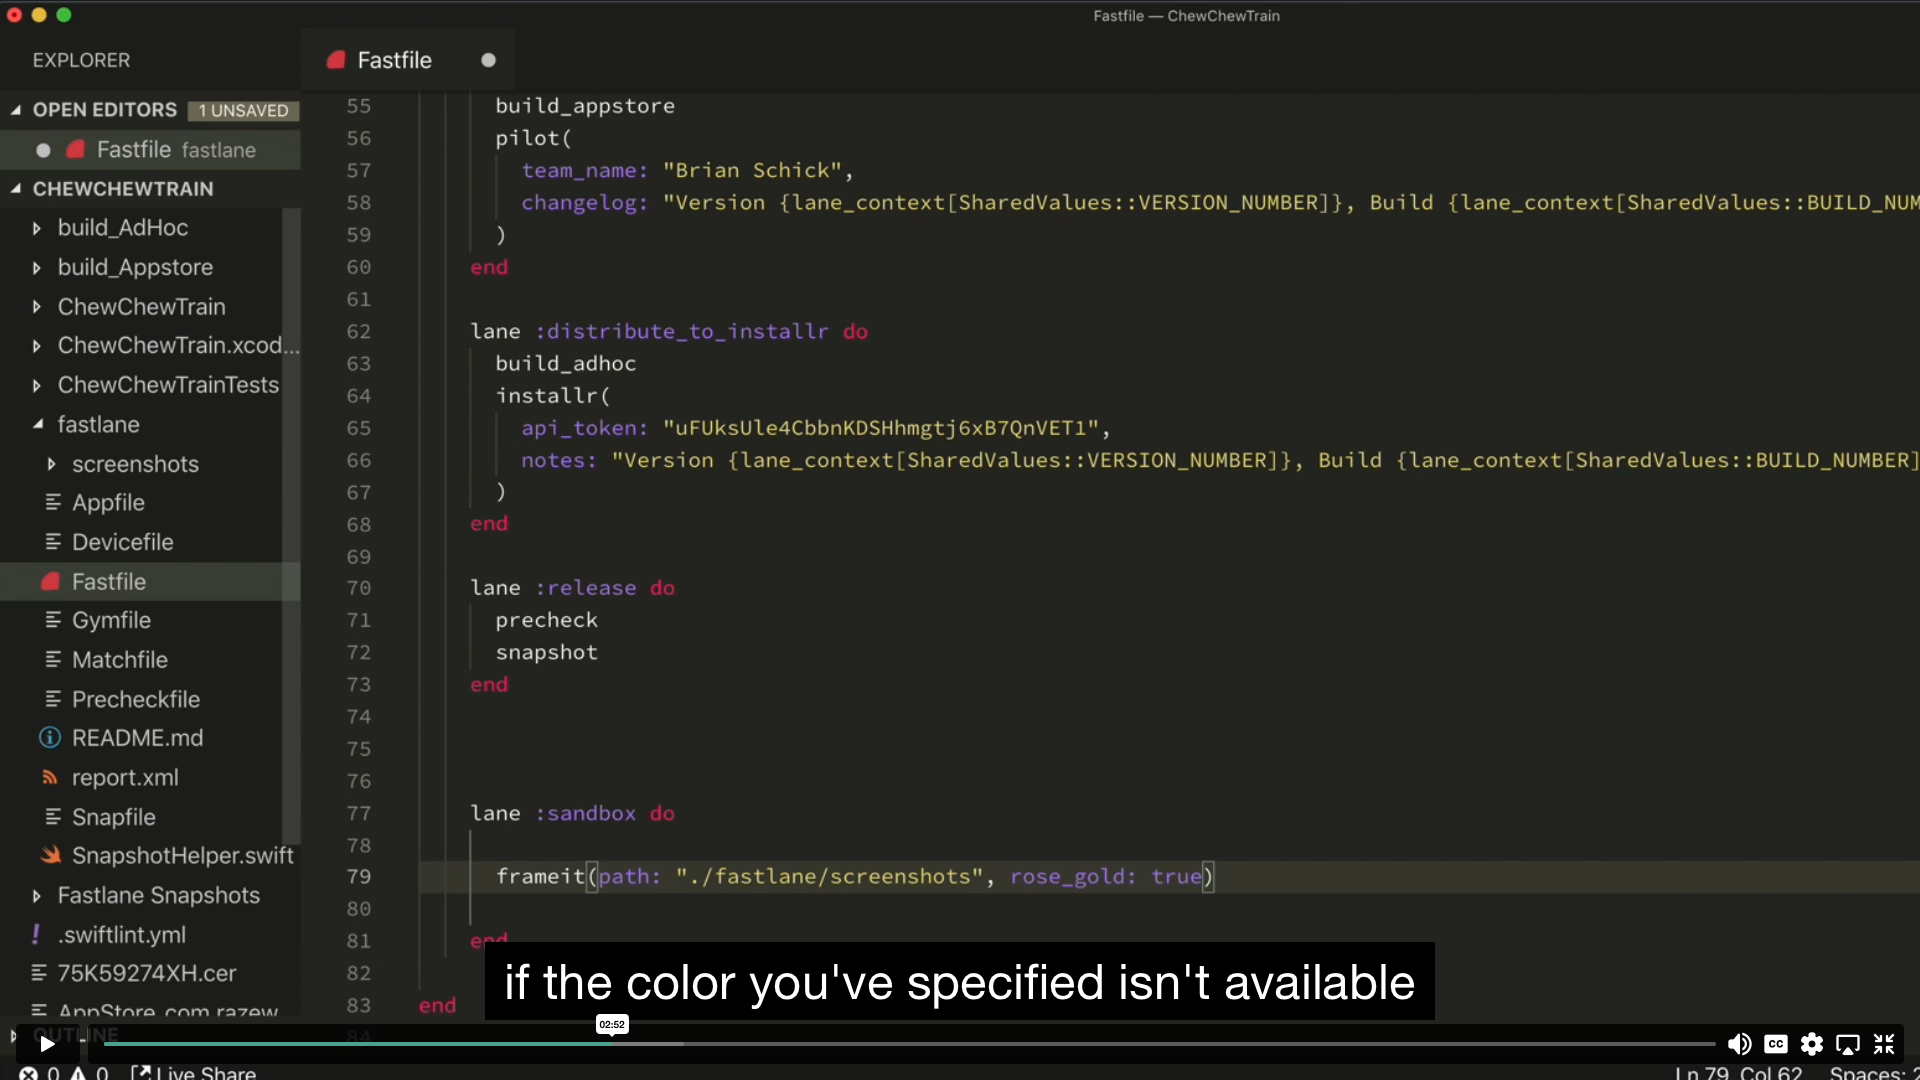 Fastfile — ChewChewTrain
EXPLORER
Fastfile
OPEN EDITORS 1 UNSAVED
Fastfile fastlane
CHEWCHEWTRAIN
build_AdHoc
build_Appstore
ChewChewTrain
ChewChewTrain.xcod...
ChewChewTrainTests
fastlane
screenshots
Appfile
Devicefile
Fastfile
Gymfile
Matchfile
Precheckfile
README.md
report.xml
Snapfile
SnapshotHelper.swift
Fastlane Snapshots
.swiftlint.yml
75K59274XH.cer
AppStore_com.razew
OUTLINE
55 build_appstore
56 pilot(
57 team_name: "Brian Schick",
58 changelog: "Version {lane_context[SharedValues::VERSION_NUMBER]}, Build {lane_context[SharedValues::BUILD_NUM
59 )
60 end
61
62 lane :distribute_to_installr do
63 build_adhoc
64 installr(
65 api_token: "uFUksUle4CbbnKDSHhmgtj6xB7QnVET1",
66 notes: "Version {lane_context[SharedValues::VERSION_NUMBER]}, Build {lane_context[SharedValues::BUILD_NUMBER]
67 )
68 end
69
70 lane :release do
71 precheck
72 snapshot
73 end
74
75
76
77 lane :sandbox do
78
79 frameit(path: "./fastlane/screenshots", rose_gold: true)
80
81 end
82
83 end
84
if the color you've specified isn't available
02:52
CC
0 0 Live Share
Ln 79, Col 62 Spaces: 2